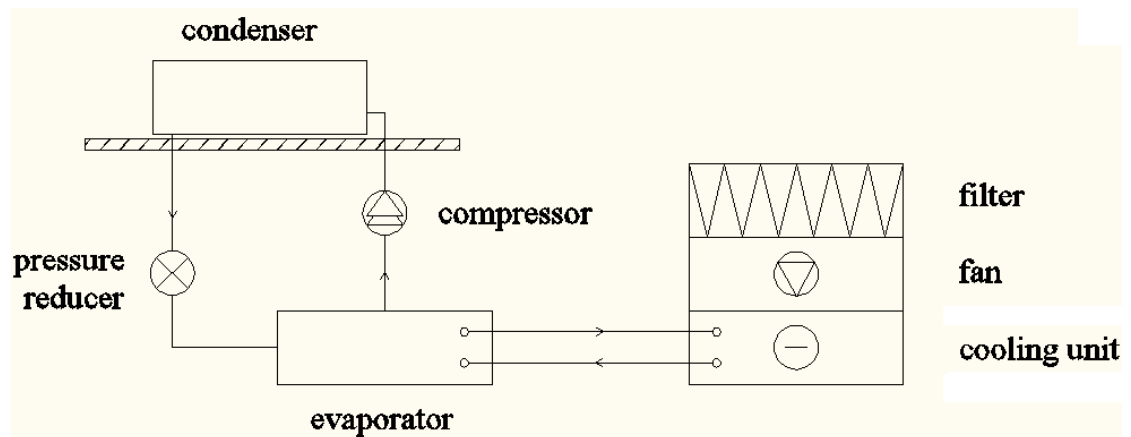 condenser
compressor
pressure
reducer
evaporator
filter
fan
cooling unit